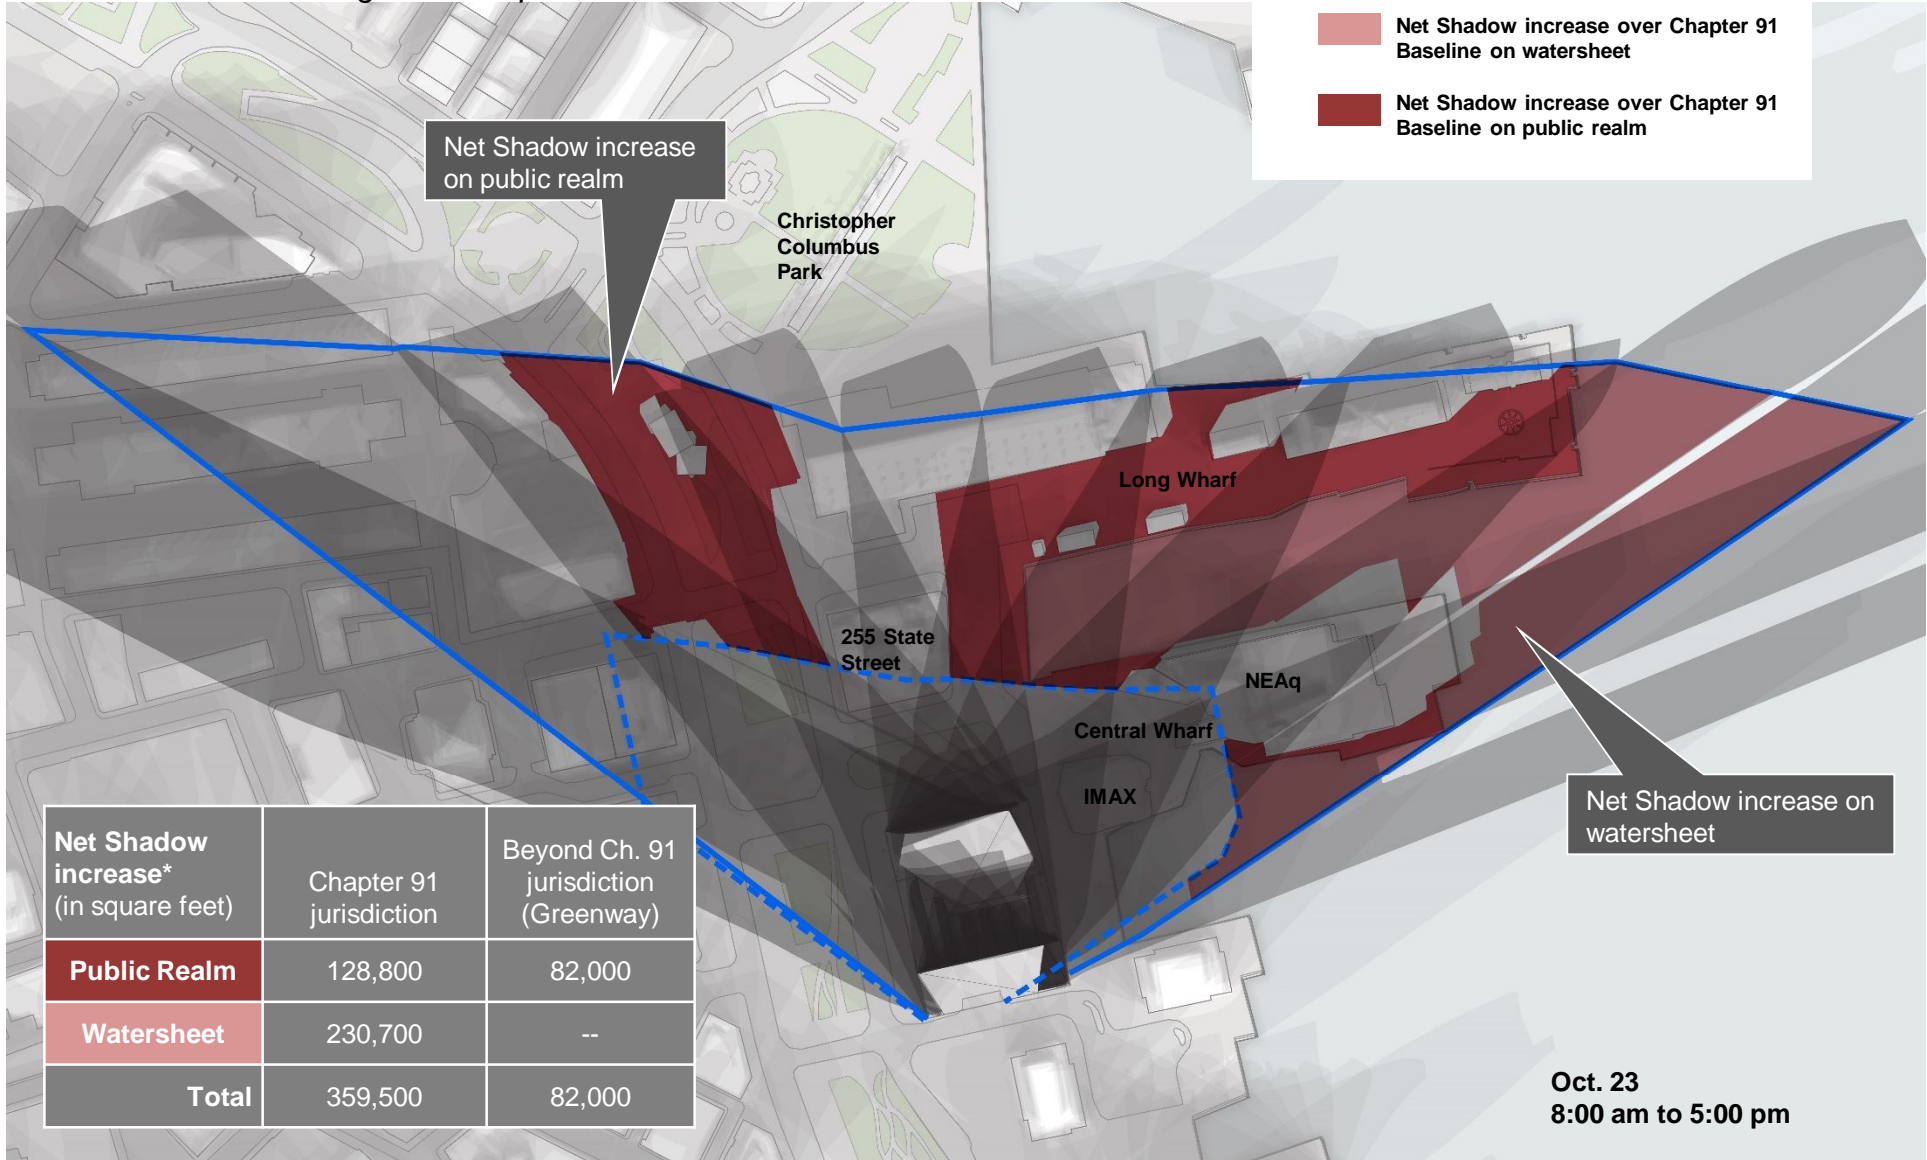 Net Shadow increase over Chapter 91
Baseline on watersheet
Net Shadow increase over Chapter 91
Baseline on public realm
Net Shadow increase
on public realm
Christopher
Columbus
Park
Long Wharf
255 State
Street
NEAq
Central Wharf
IMAX
Net Shadow increase on
watersheet
Net Shadow
increase*
(in square feet)
Chapter 91
jurisdiction
Beyond Ch. 91
jurisdiction
(Greenway)
Public Realm
128,800
82,000
Watersheet
230,700
--
Total
359,500
82,000
Oct. 23
8:00 am to 5:00 pm